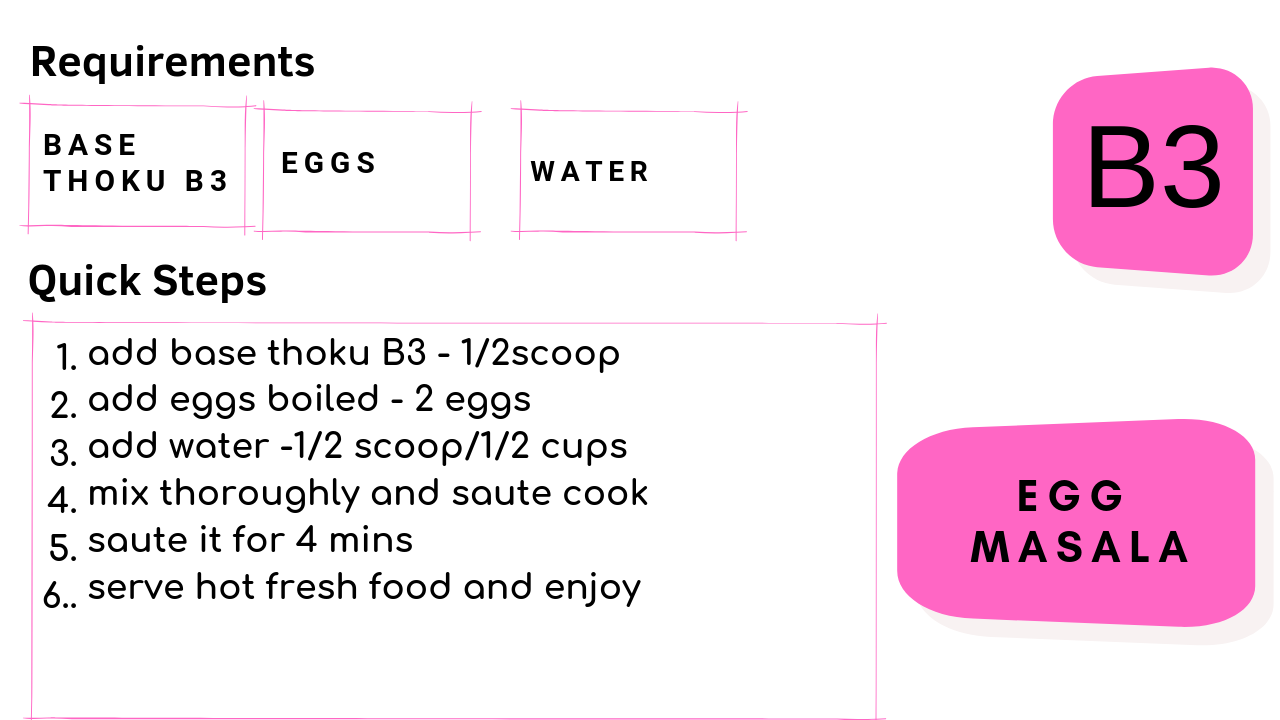 Requirements
BASE
THOKU B3
EGGS
WATER
B3
Quick Steps
1. add base thoku B3 - 1/2scoop
2. add eggs boiled - 2 eggs
3. add water -1/2 scoop/1/2 cups
4. mix thoroughly and saute cook
5. saute it for 4 mins
6.. serve hot fresh food and enjoy
EGG
MASALA